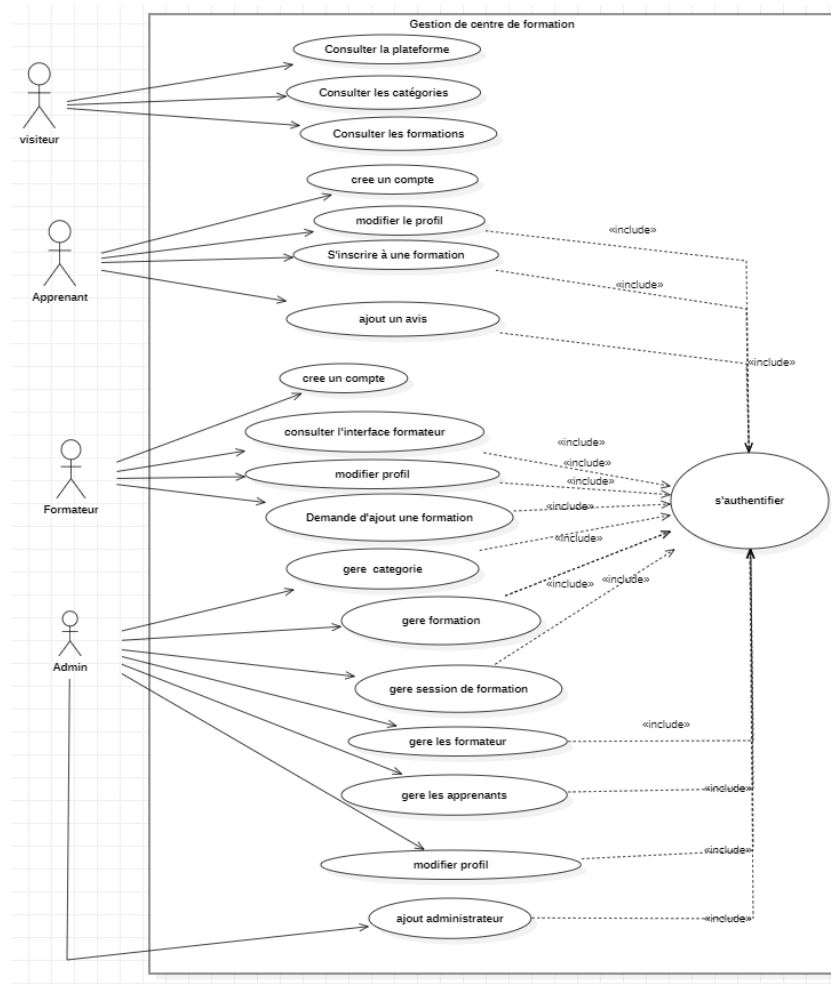 Gestion de centre de formation
Consulter la plateforme
Consulter les catégories
visiteur
Consulter les formations
cree un compte
modifier le profil
«include»
S'inscrire à une formation
«include»
Apprenant
ajout un avis
«include»
cree un compte
consulter l'interface formateur
«include»
«include»
modifier profil
«include»
s'authentifier
Formateur
«include»
Demande d'ajout une formation
«include»
gere  categorie
«include»
«include»
gere formation
Admin
gere session de formation
«include»
gere les formateur
«include»
gere les apprenants
«include»
modifier profil
ajout administrateur
«include»